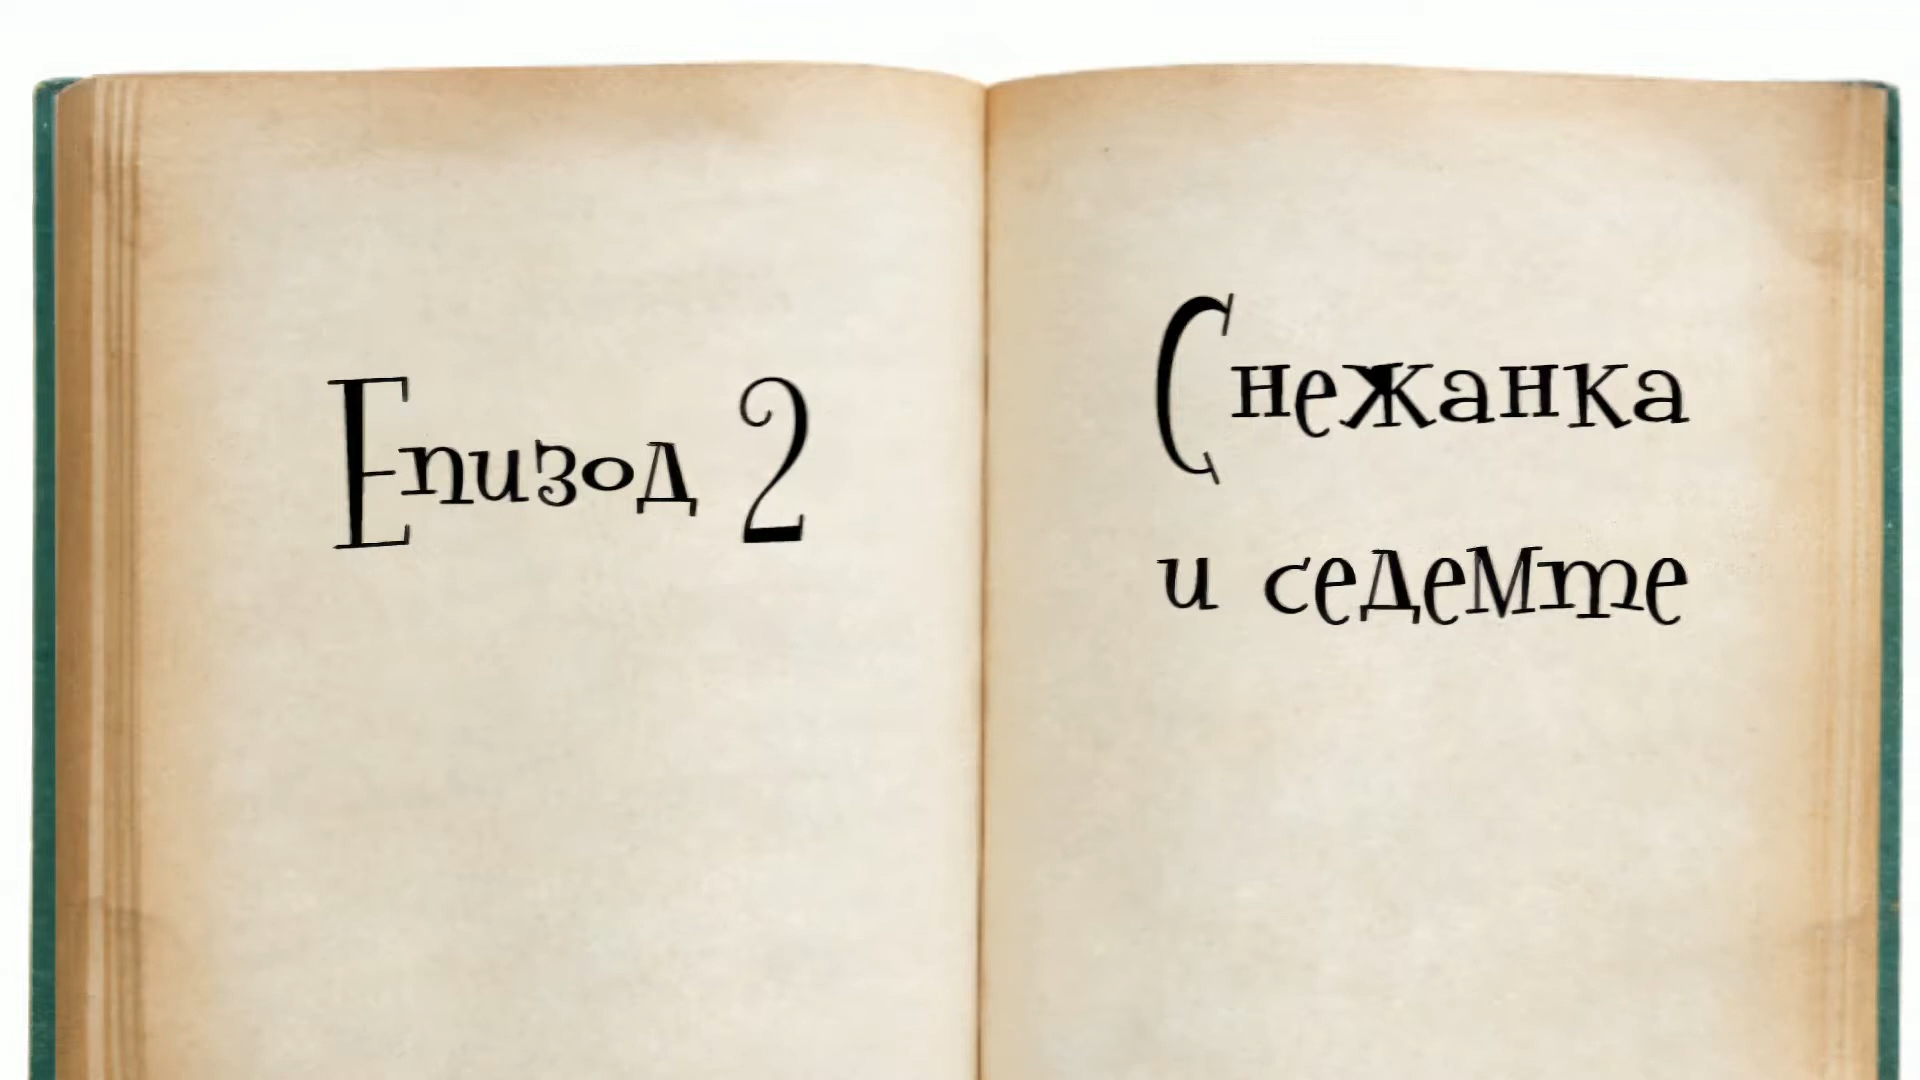 Епизод 2
Снежанка
и седемте